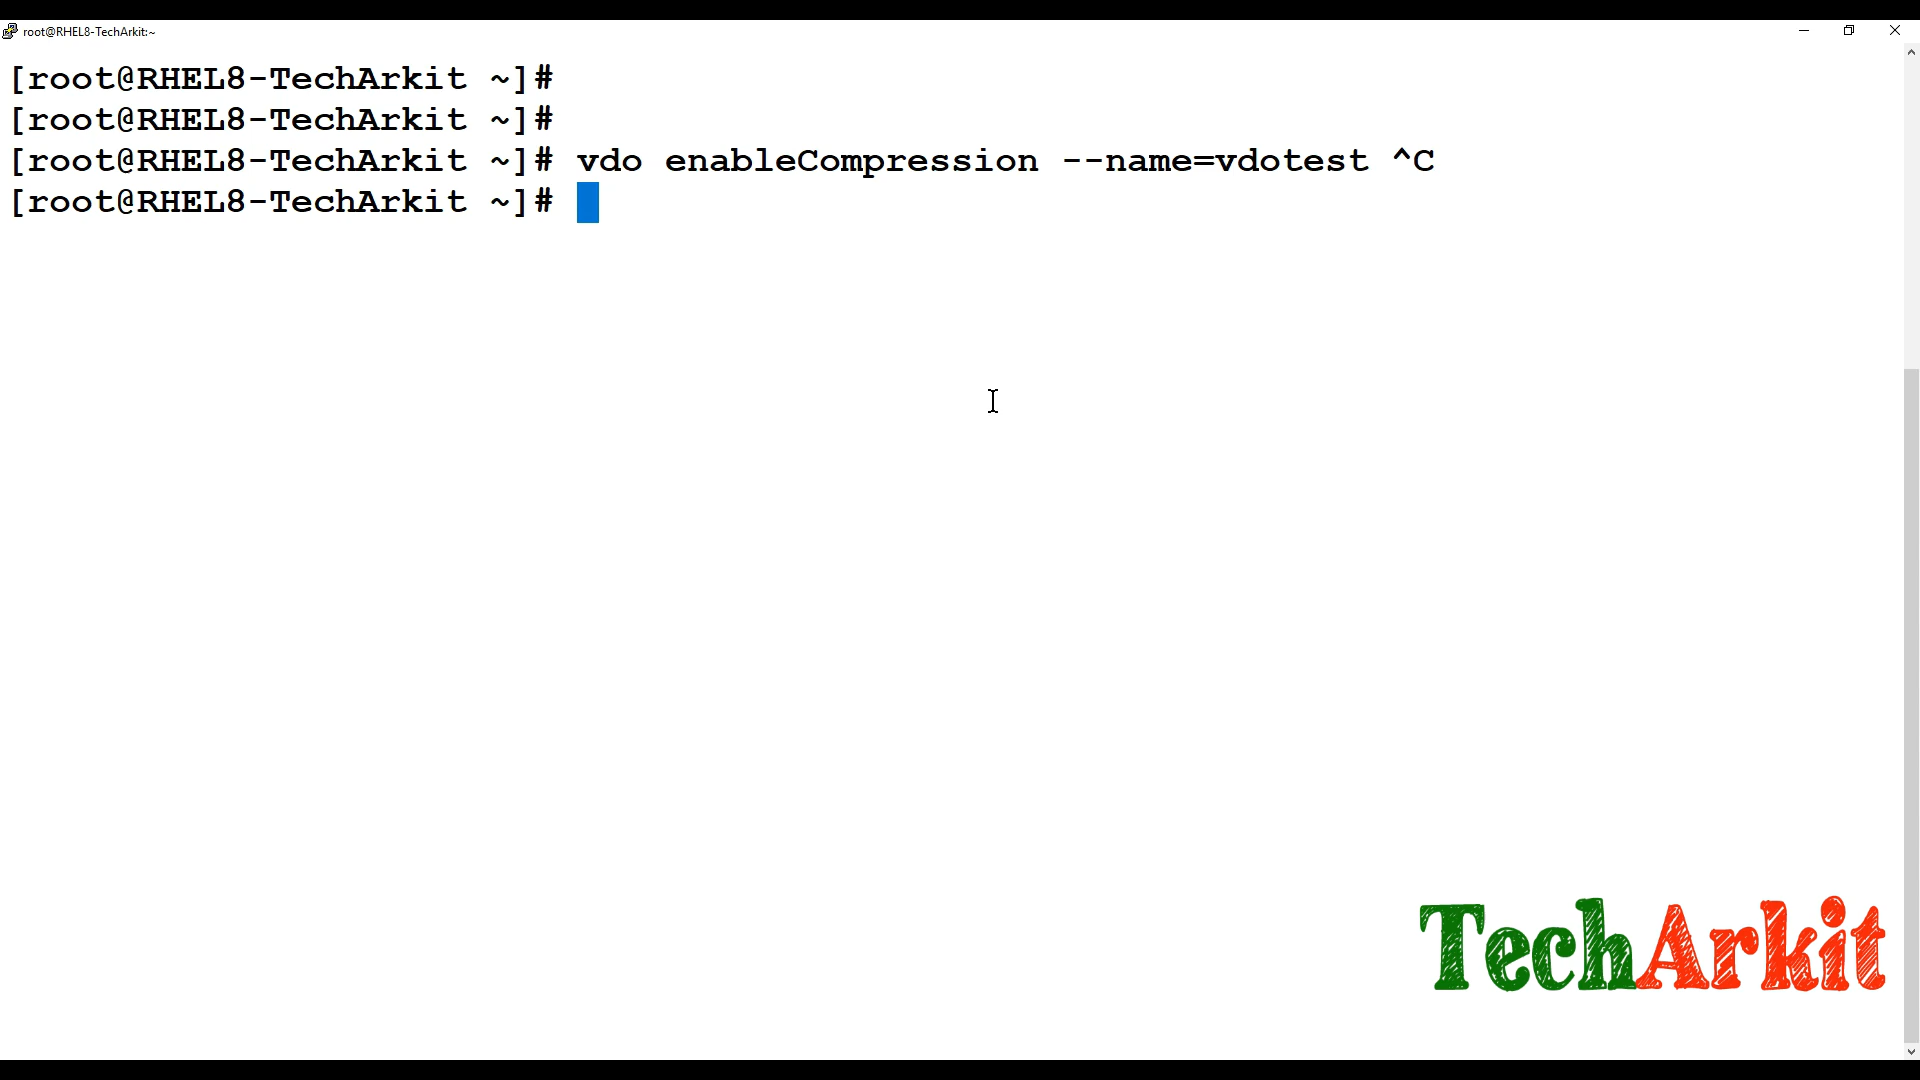 root@RHEL8-TechArkit:~
[root@RHEL8-TechArkit ~]#
[root@RHEL8-TechArkit ~]#
[root@RHEL8-TechArkit ~]# vdo enableCompression --name=vdotest ^C
[root@RHEL8-TechArkit ~]#
TechArkit